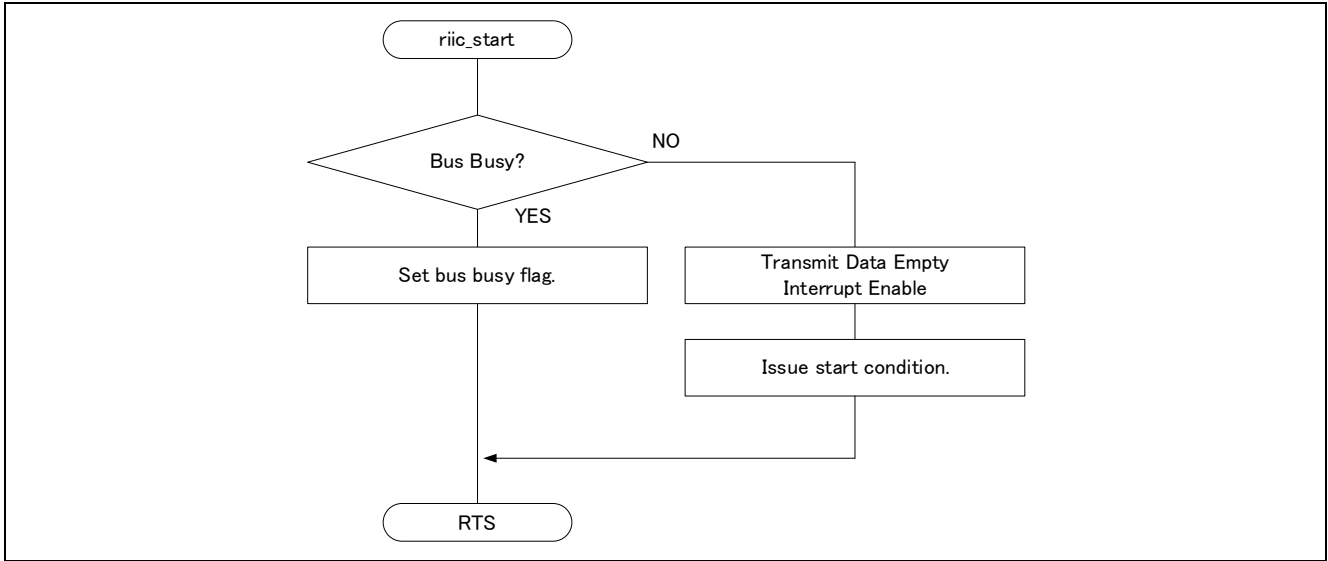 riic_start
Bus Busy?
NO
YES
Set bus busy flag.
Transmit Data Empty
Interrupt Enable
Issue start condition.
RTS